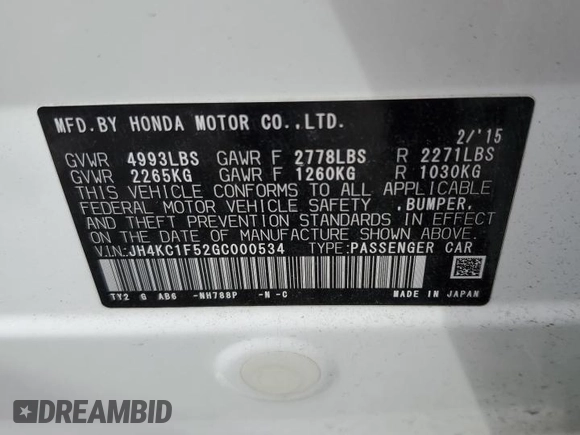 MFD.BY HONDA MOTOR CO.,LTD.
2/'15
GVWR 4993LBS GAWR F 2778LBS R 2271LBS
GVWR 2265KG GAWR F 1260KG R 1030KG
THIS VEHICLE CONFORMS TO ALL APPLICABLE
FEDERAL MOTOR VEHICLE SAFETY ,BUMPER,
AND THEFT PREVENTION STANDARDS IN EFFECT
ON THE DATE OF MANUFACTURE SHOWN ABOVE.
V.I.N:JH4KC1F52GC000534 TYPE:PASSENGER CAR
TY2 G AB6 -NH788P -N -C MADE IN JAPAN
DREAMBID